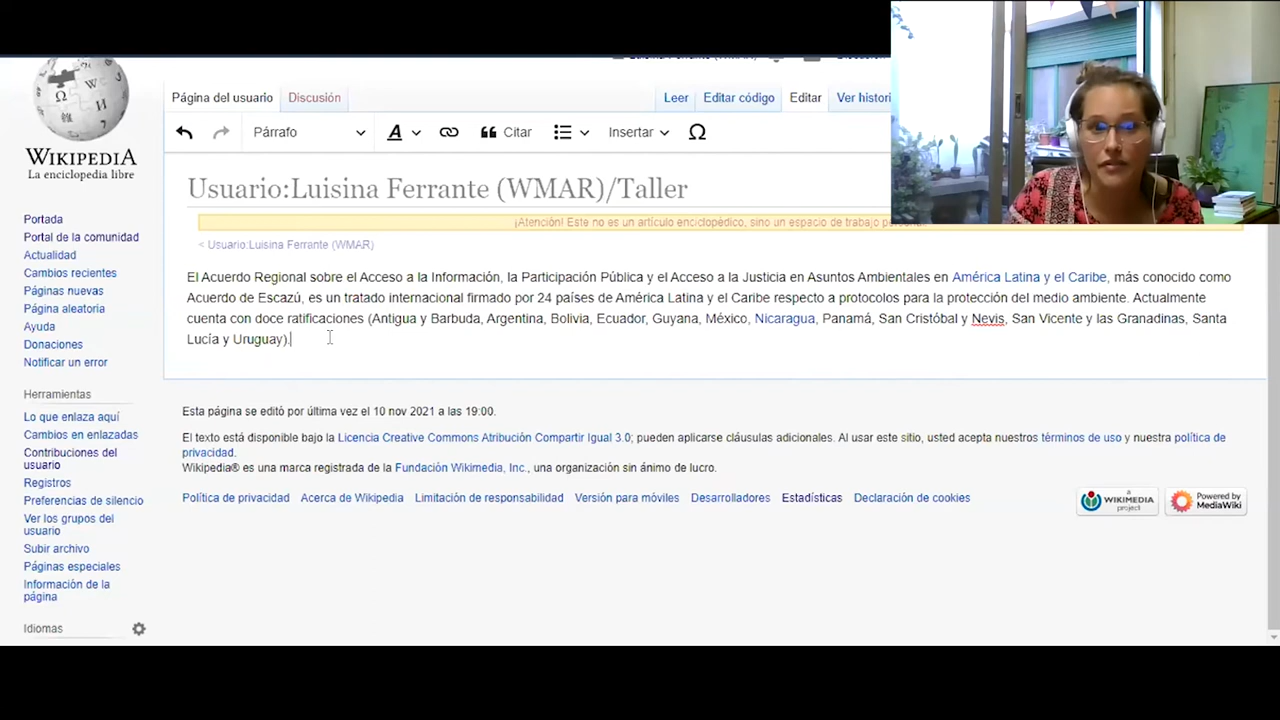 Página del usuario Discusión Leer Editar código Editar Ver histori
Párrafo A Citar Insertar Ω
WIKIPEDIA
La enciclopedia libre
Usuario:Luisina Ferrante (WMAR)/Taller
¡Atención! Este no es un artículo enciclopédico, sino un espacio de trabajo
< Usuario:Luisina Ferrante (WMAR)
El Acuerdo Regional sobre el Acceso a la Información, la Participación Pública y el Acceso a la Justicia en Asuntos Ambientales en América Latina y el Caribe, más conocido como
Acuerdo de Escazú, es un tratado internacional firmado por 24 países de América Latina y el Caribe respecto a protocolos para la protección del medio ambiente. Actualmente
cuenta con doce ratificaciones (Antigua y Barbuda, Argentina, Bolivia, Ecuador, Guyana, México, Nicaragua, Panamá, San Cristóbal y Nevis, San Vicente y las Granadinas, Santa
Lucía y Uruguay).
Portada
Portal de la comunidad
Actualidad
Cambios recientes
Páginas nuevas
Página aleatoria
Ayuda
Donaciones
Notificar un error
Herramientas
Lo que enlaza aquí
Cambios en enlazadas
Contribuciones del
usuario
Registros
Preferencias de silencio
Ver los grupos del
usuario
Subir archivo
Páginas especiales
Información de la
página
Idiomas
Esta página se editó por última vez el 10 nov 2021 a las 19:00.
El texto está disponible bajo la Licencia Creative Commons Atribución Compartir Igual 3.0; pueden aplicarse cláusulas adicionales. Al usar este sitio, usted acepta nuestros términos de uso y nuestra política de
privacidad.
Wikipedia® es una marca registrada de la Fundación Wikimedia, Inc., una organización sin ánimo de lucro.
Política de privacidad Acerca de Wikipedia Limitación de responsabilidad Versión para móviles Desarrolladores Estadísticas Declaración de cookies
a
WIKIMEDIA
project
Powered by
MediaWiki